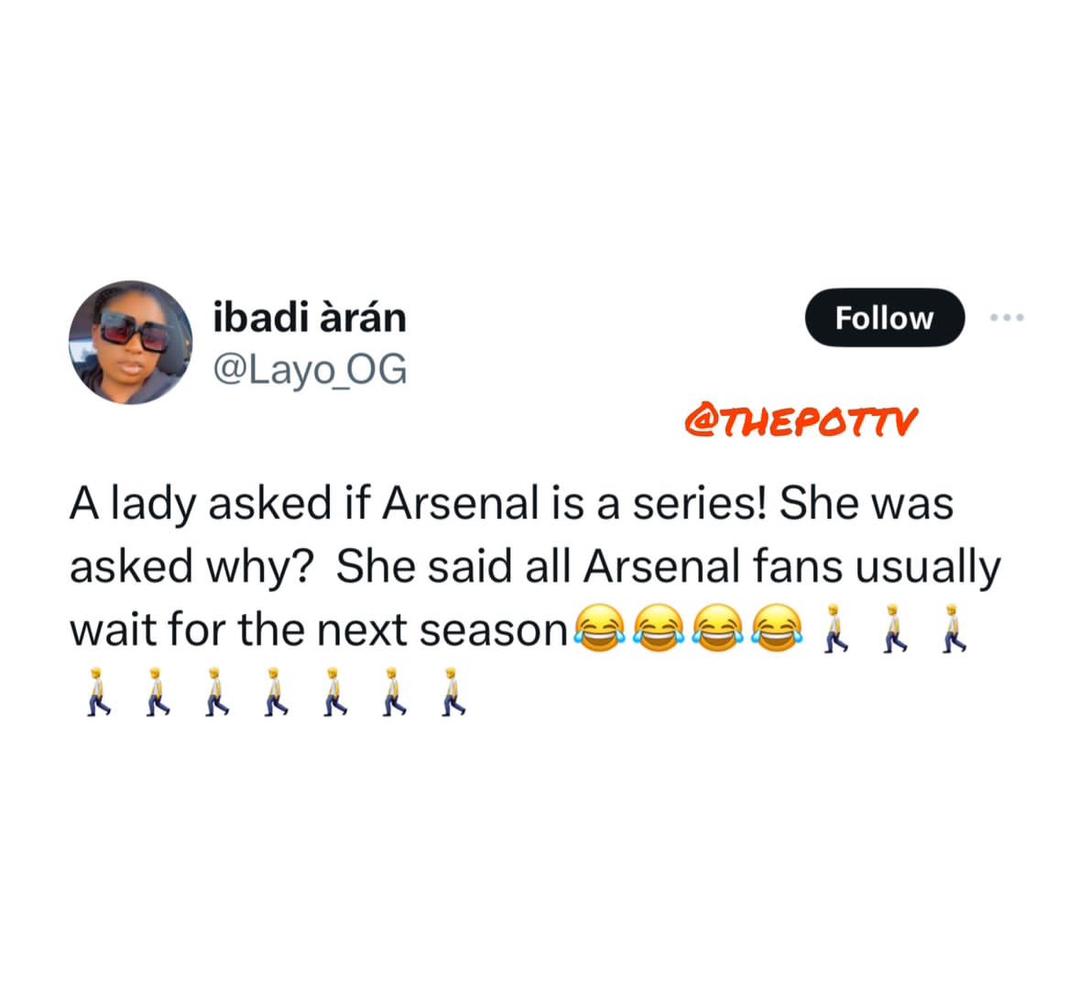 ibadi àrán
@Layo_OG
Follow
@THEPOTTV
A lady asked if Arsenal is a series! She was
asked why?  She said all Arsenal fans usually
wait for the next season😂😂😂😂🚶🚶🚶
🚶🚶🚶🚶🚶🚶🚶